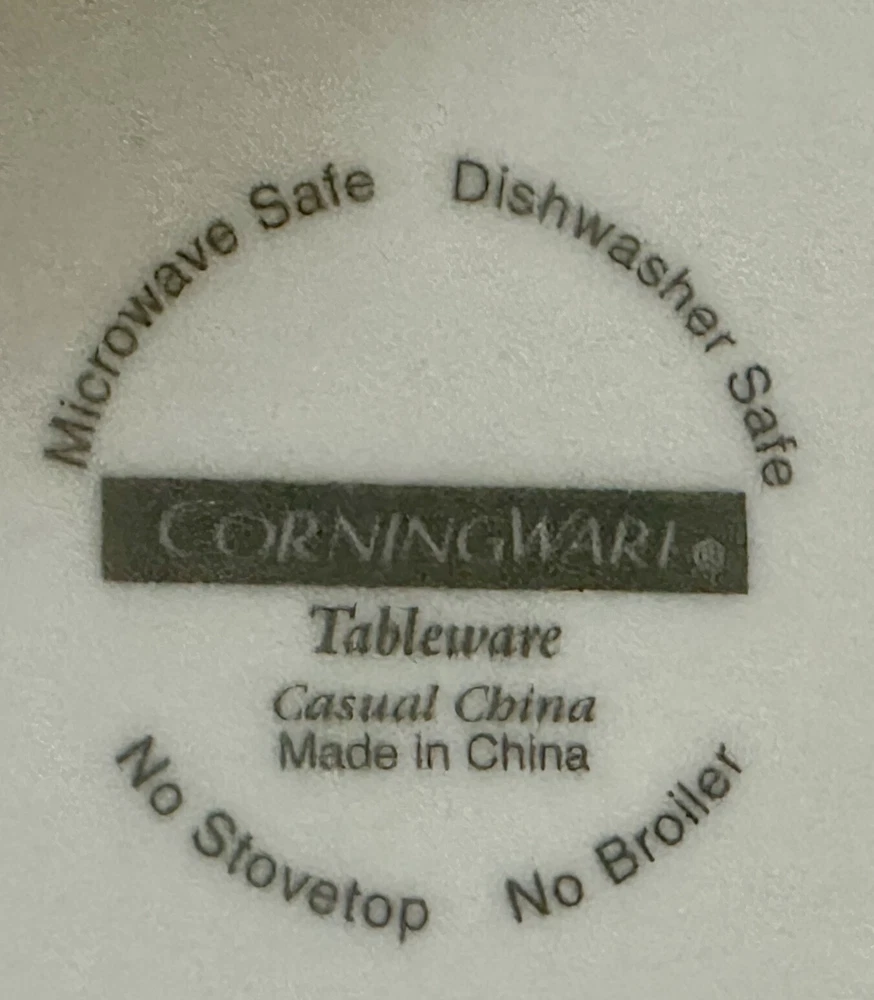 Microwave Safe Dishwasher Safe
CORNINGWARE®
Tableware
Casual China
Made in China
No Stovetop No Broiler